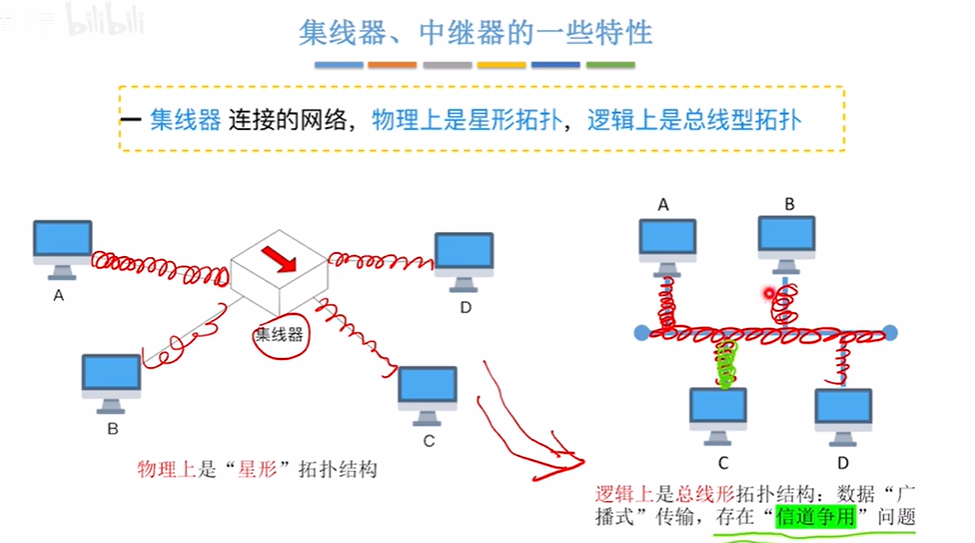 bilibili
集线器、中继器的一些特性
集线器 连接的网络，物理上是星形拓扑，逻辑上是总线型拓扑
A
B
集线器
D
C
物理上是“星形”拓扑结构
A
B
C
D
逻辑上是总线形拓扑结构：数据“广
播式”传输，存在“信道争用”问题